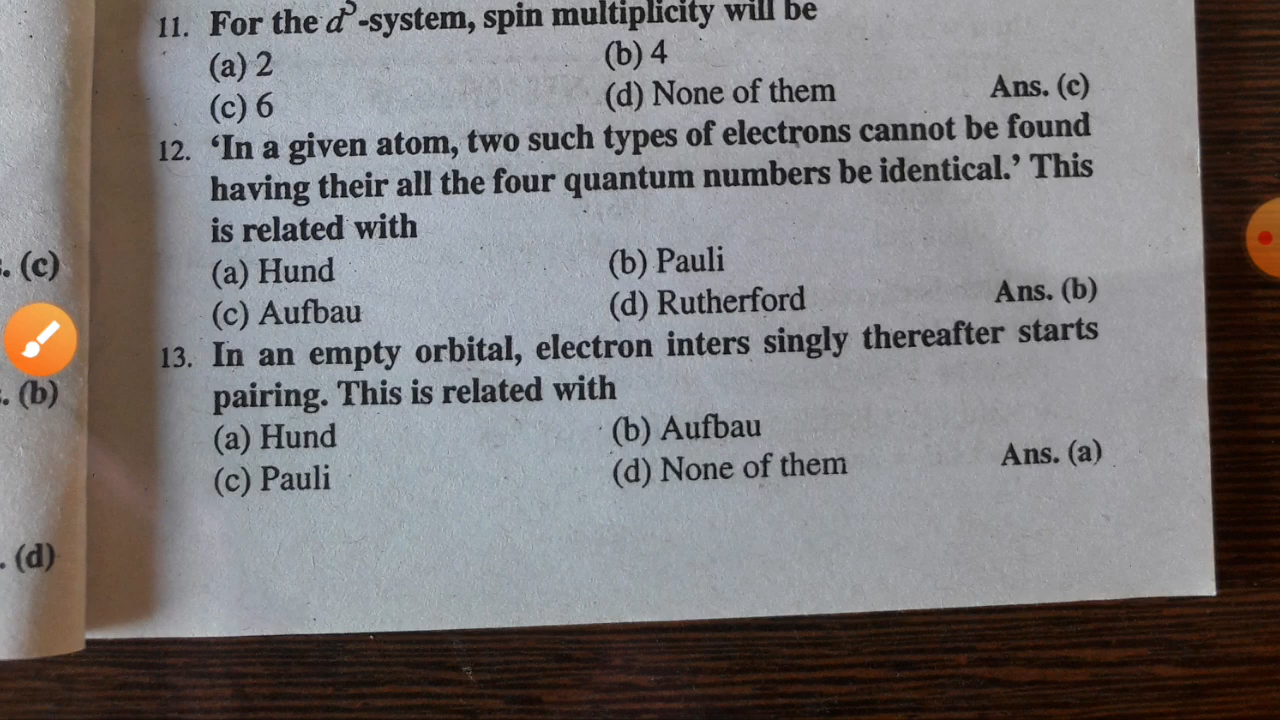 11. For the d⁵-system, spin multiplicity will be
(a) 2 (b) 4
(c) 6 (d) None of them Ans. (c)
12. ‘In a given atom, two such types of electrons cannot be found
having their all the four quantum numbers be identical.’ This
is related with
. (c)
(a) Hund (b) Pauli
(c) Aufbau (d) Rutherford Ans. (b)
13. In an empty orbital, electron inters singly thereafter starts
. (b)
pairing. This is related with
(a) Hund (b) Aufbau
(c) Pauli (d) None of them Ans. (a)
. (d)